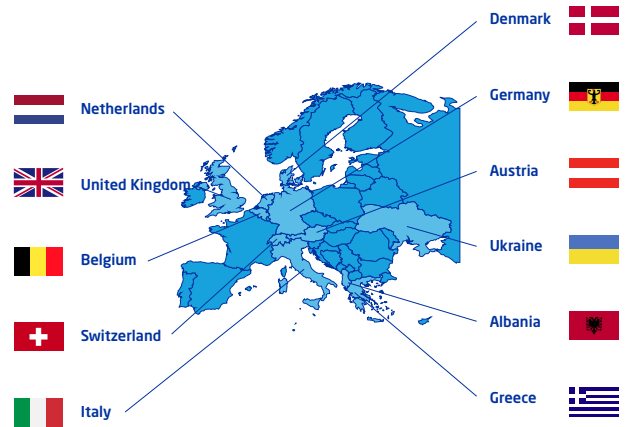 Denmark
Netherlands
Germany
United Kingdom
Austria
Belgium
Ukraine
Switzerland
Albania
Italy
Greece